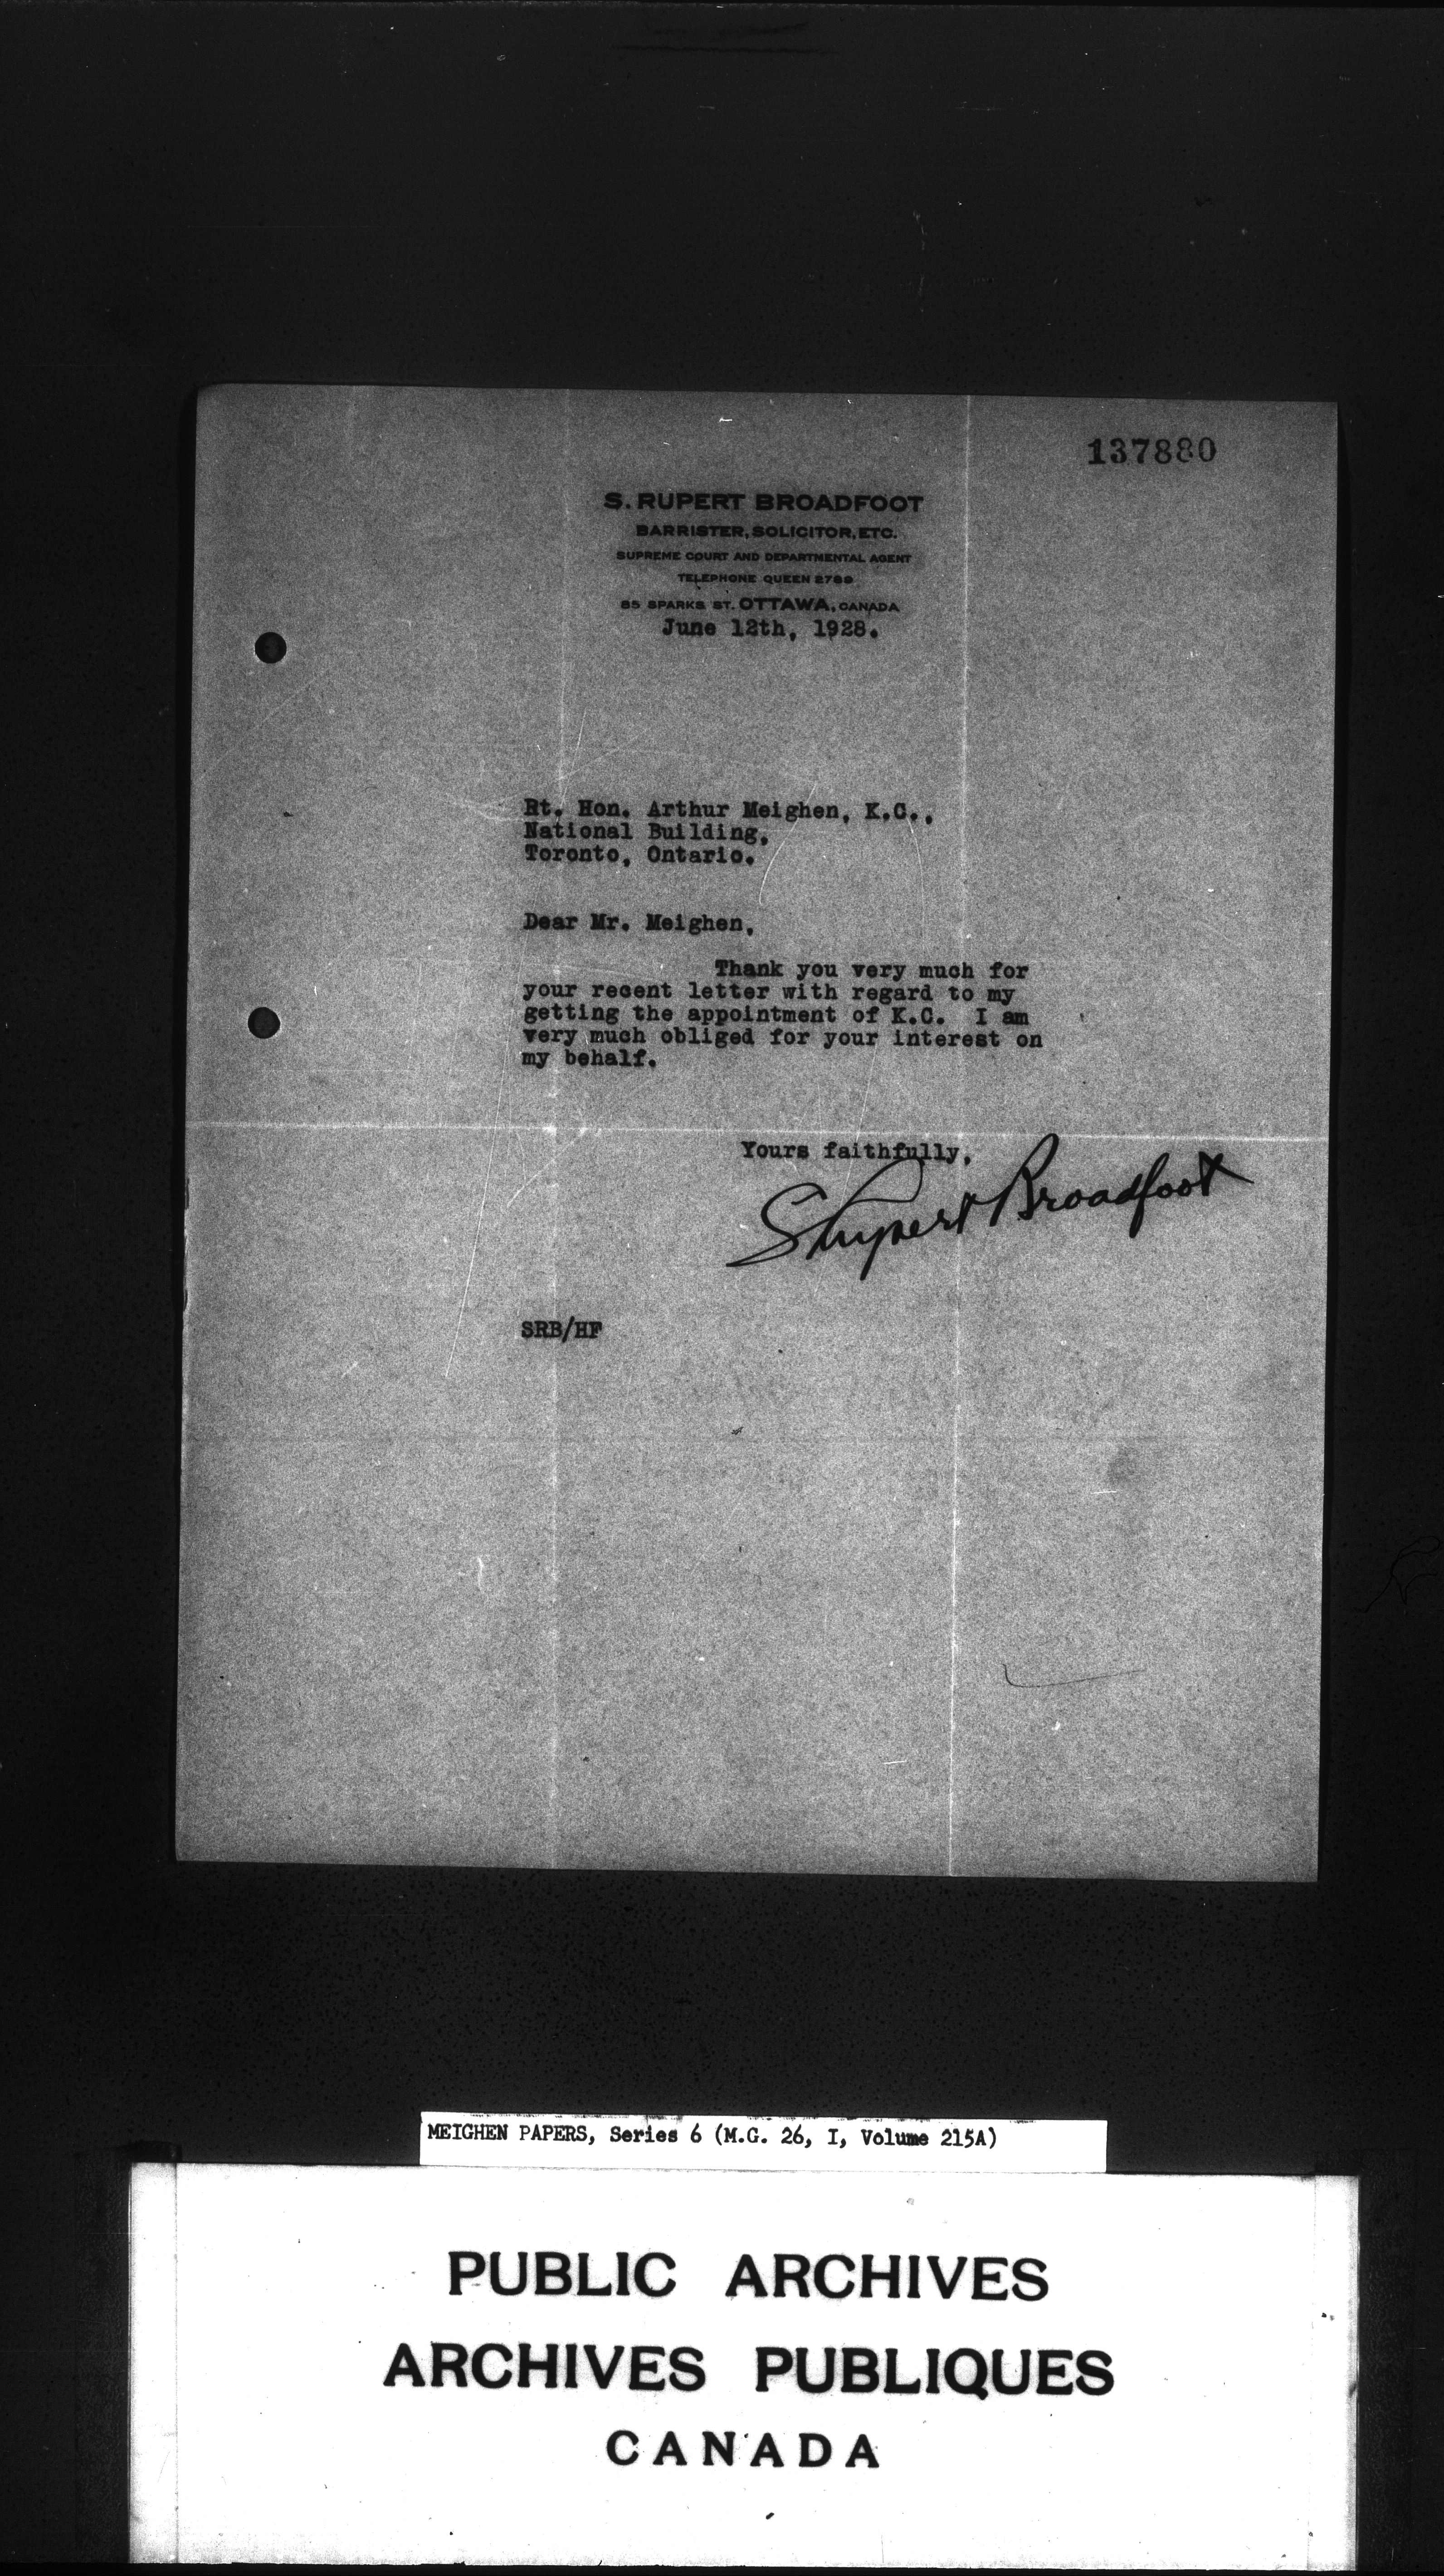 137880
S. RUPERT BROADFOOT
BARRISTER, SOLICITOR, ETC.
SUPREME COURT AND DEPARTMENTAL AGENT
TELEPHONE QUEEN 2789
85 SPARKS ST. OTTAWA, CANADA
June 12th, 1928.
Rt. Hon. Arthur Meighen, K.C.,
National Building,
Toronto, Ontario.
Dear Mr. Meighen,
Thank you very much for
your recent letter with regard to my
getting the appointment of K.C. I am
very much obliged for your interest on
my behalf.
Yours faithfully,
S Rupert Broadfoot
SRB/HF
MEIGHEN PAPERS, Series 6 (M.G. 26, I, Volume 215A)
PUBLIC ARCHIVES
ARCHIVES PUBLIQUES
CANADA